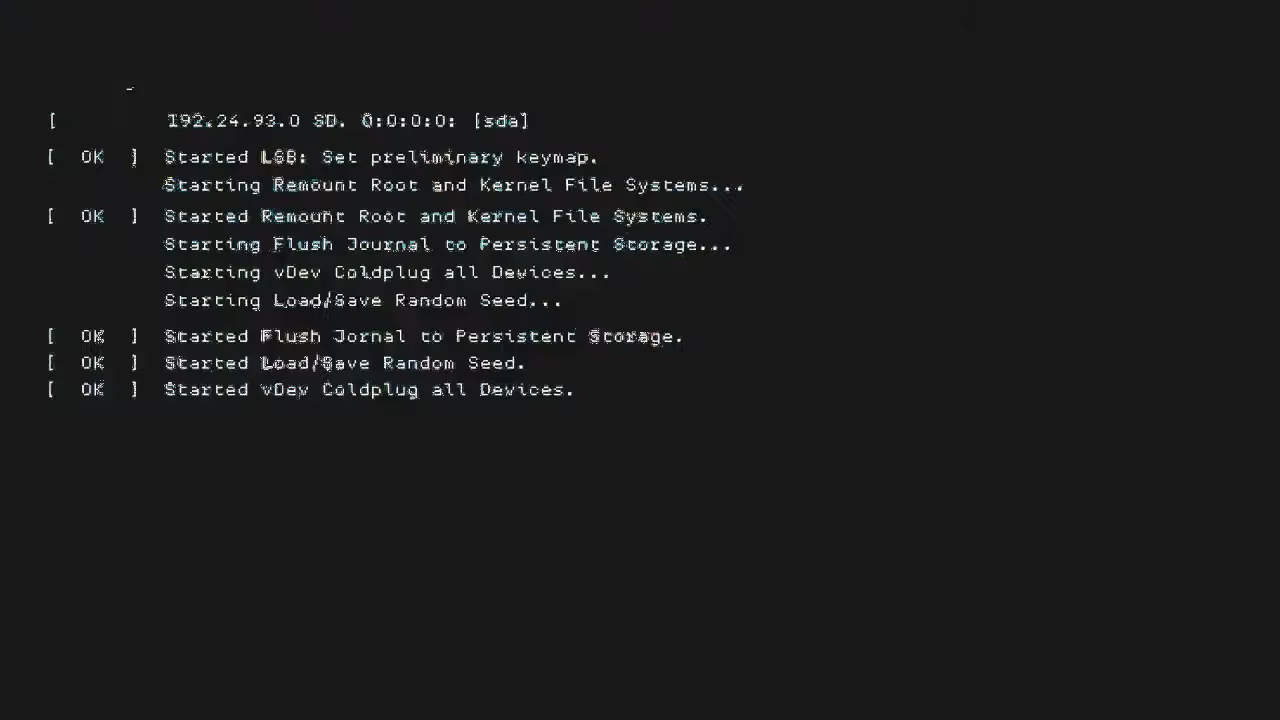 -
[ 192.24.93.0 SD. 0:0:0:0: [sda]
[ OK ] Started LSB: Set preliminary keymap.
Starting Remount Root and Kernel File Systems...
[ OK ] Started Remount Root and Kernel File Systems.
Starting Flush Journal to Persistent Storage...
Starting vDev Coldplug all Devices...
Starting Load/Save Random Seed...
[ OK ] Started Flush Jornal to Persistent Storage.
[ OK ] Started Load/Save Random Seed.
[ OK ] Started vDev Coldplug all Devices.